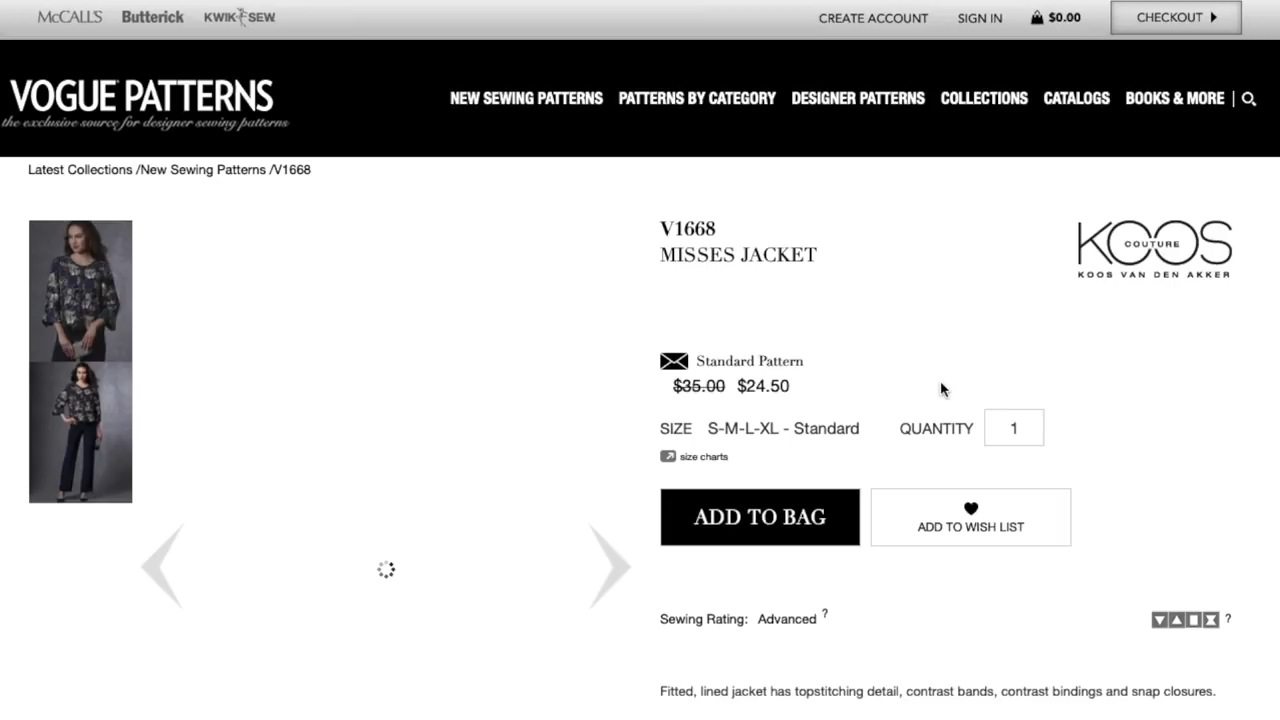 McCALL'S Butterick KWIK SEW CREATE ACCOUNT SIGN IN $0.00 CHECKOUT
VOGUE PATTERNS
the exclusive source for designer sewing patterns
NEW SEWING PATTERNS PATTERNS BY CATEGORY DESIGNER PATTERNS COLLECTIONS CATALOGS BOOKS & MORE
Latest Collections /New Sewing Patterns /V1668
V1668
MISSES JACKET
KOOS
COUTURE
KOOS VAN DEN AKKER
Standard Pattern
$35.00 $24.50
SIZE S-M-L-XL - Standard QUANTITY 1
size charts
ADD TO BAG
ADD TO WISH LIST
Sewing Rating: Advanced ?
?
Fitted, lined jacket has topstitching detail, contrast bands, contrast bindings and snap closures.